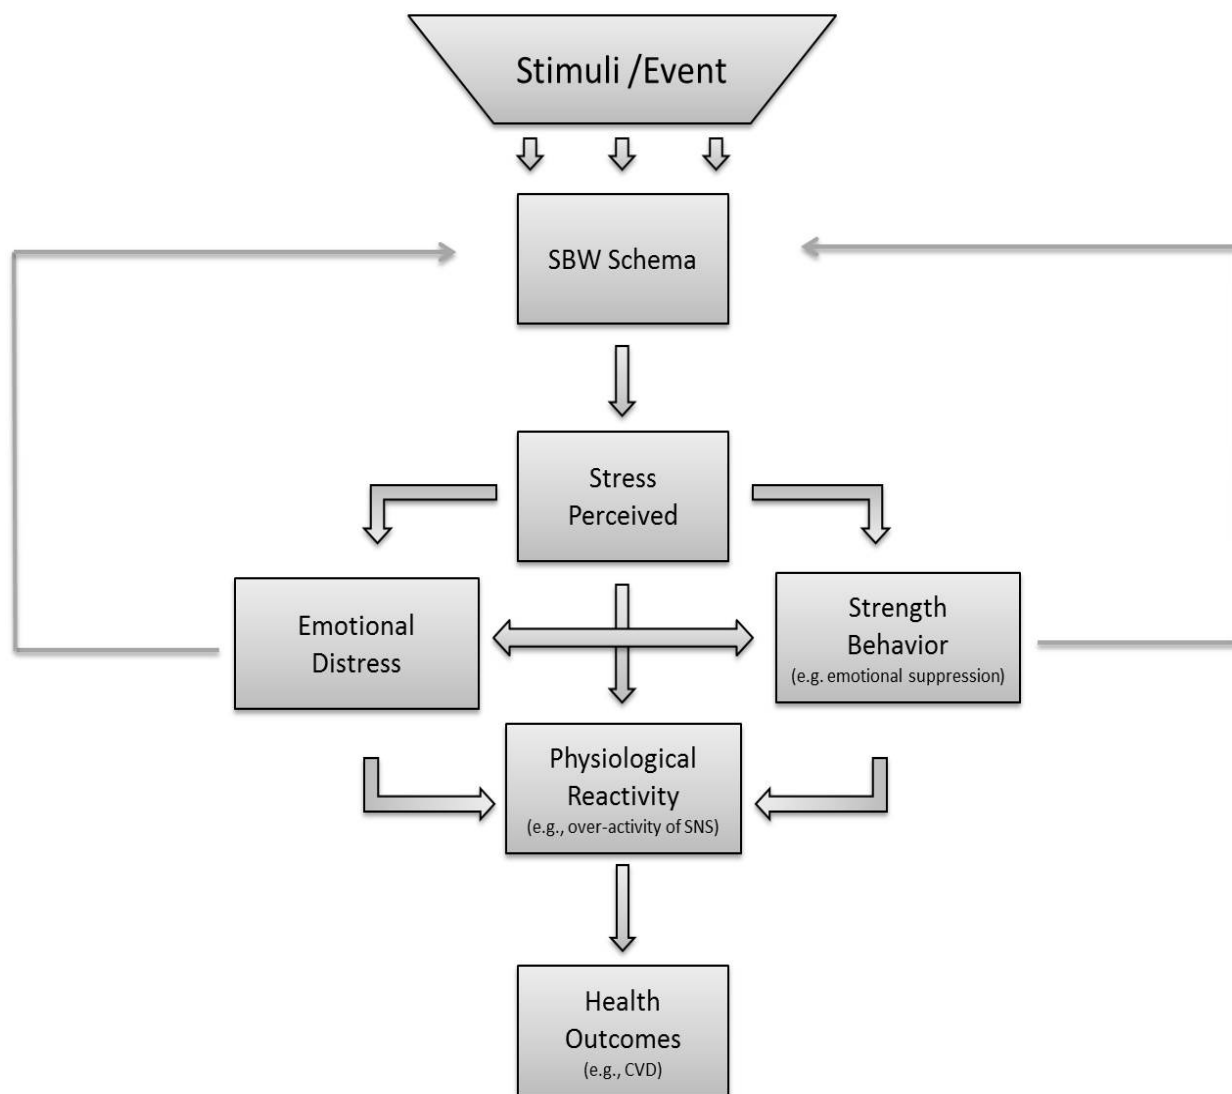 Stimuli /Event
SBW Schema
Stress
Perceived
Emotional
Distress
Strength
Behavior
(e.g. emotional suppression)
Physiological
Reactivity
(e.g., over-activity of SNS)
Health
Outcomes
(e.g., CVD)